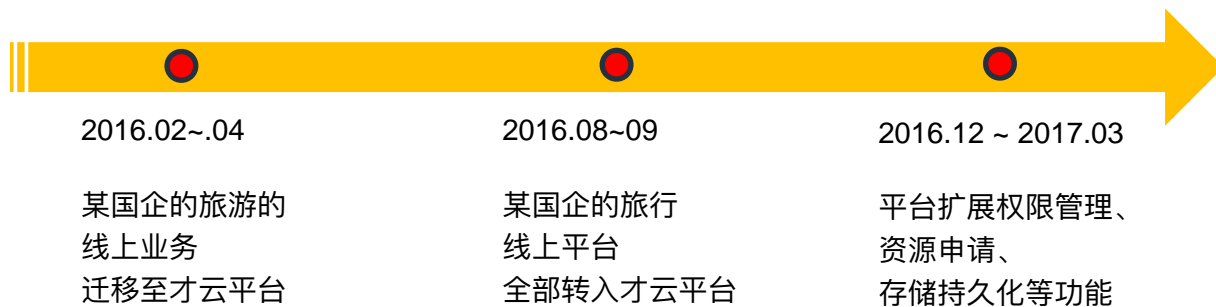 2016.02~.04
某国企的旅游的
线上业务
迁移至才云平台
2016.08~09
某国企的旅行
线上平台
全部转入才云平台
2016.12 ~ 2017.03
平台扩展权限管理、
资源申请、
存储持久化等功能